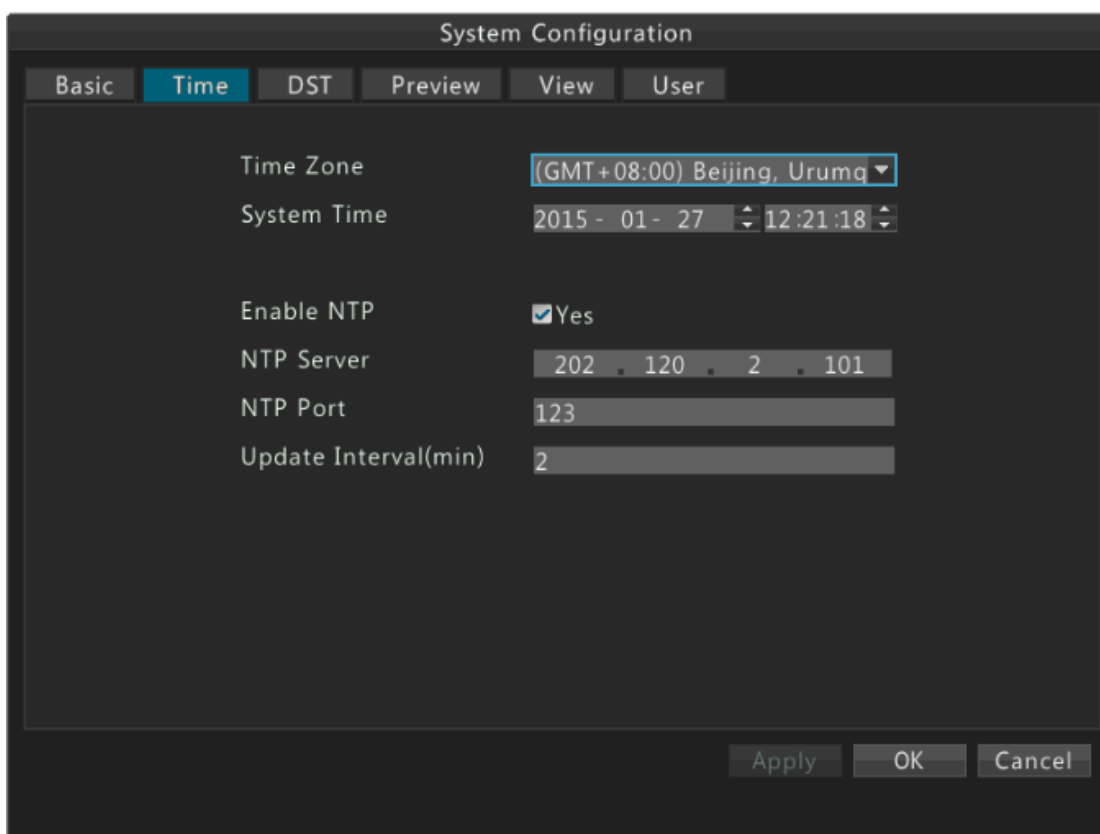 System Configuration
Basic Time DST Preview View User
Time Zone (GMT+08:00) Beijing, Urumq
System Time 2015 - 01 - 27 12:21:18
Enable NTP Yes
NTP Server 202 . 120 . 2 . 101
NTP Port 123
Update Interval(min) 2
Apply OK Cancel